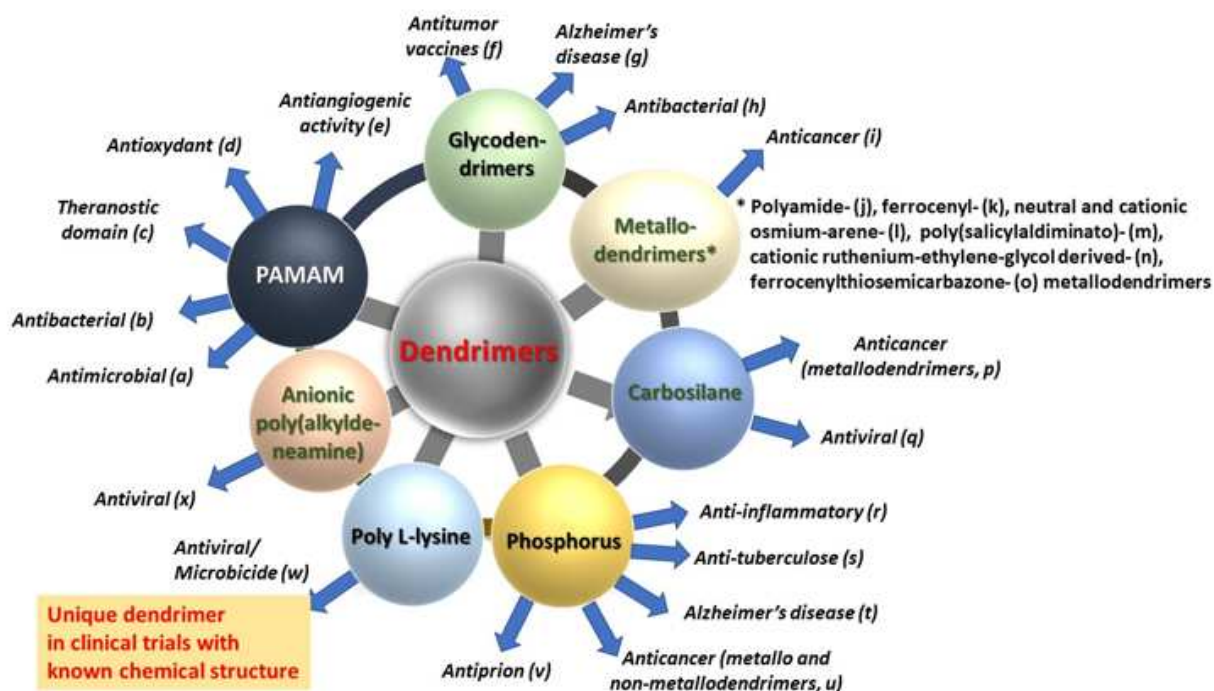 Antitumor
vaccines (f)
Alzheimer's
disease (g)
Antiangiogenic
activity (e)
Antibacterial (h)
Antioxydant (d)
Anticancer (i)
Glycoden-
drimers
Theranostic
domain (c)
Metallo-
dendrimers*
* Polyamide- (j), ferrocenyl- (k), neutral and cationic
osmium-arene- (l), poly(salicylaldiminato)- (m),
cationic ruthenium-ethylene-glycol derived- (n),
ferrocenylthiosemicarbazone- (o) metallodendrimers
PAMAM
Antibacterial (b)
Dendrimers
Antimicrobial (a)
Anticancer
(metallodendrimers, p)
Anionic
poly(alkylde-
neamine)
Carbosilane
Antiviral (q)
Antiviral (x)
Poly L-lysine
Phosphorus
Anti-inflammatory (r)
Antiviral/
Microbicide (w)
Anti-tuberculose (s)
Unique dendrimer
in clinical trials with
known chemical structure
Alzheimer's disease (t)
Antiprion (v)
Anticancer (metallo and
non-metallodendrimers, u)